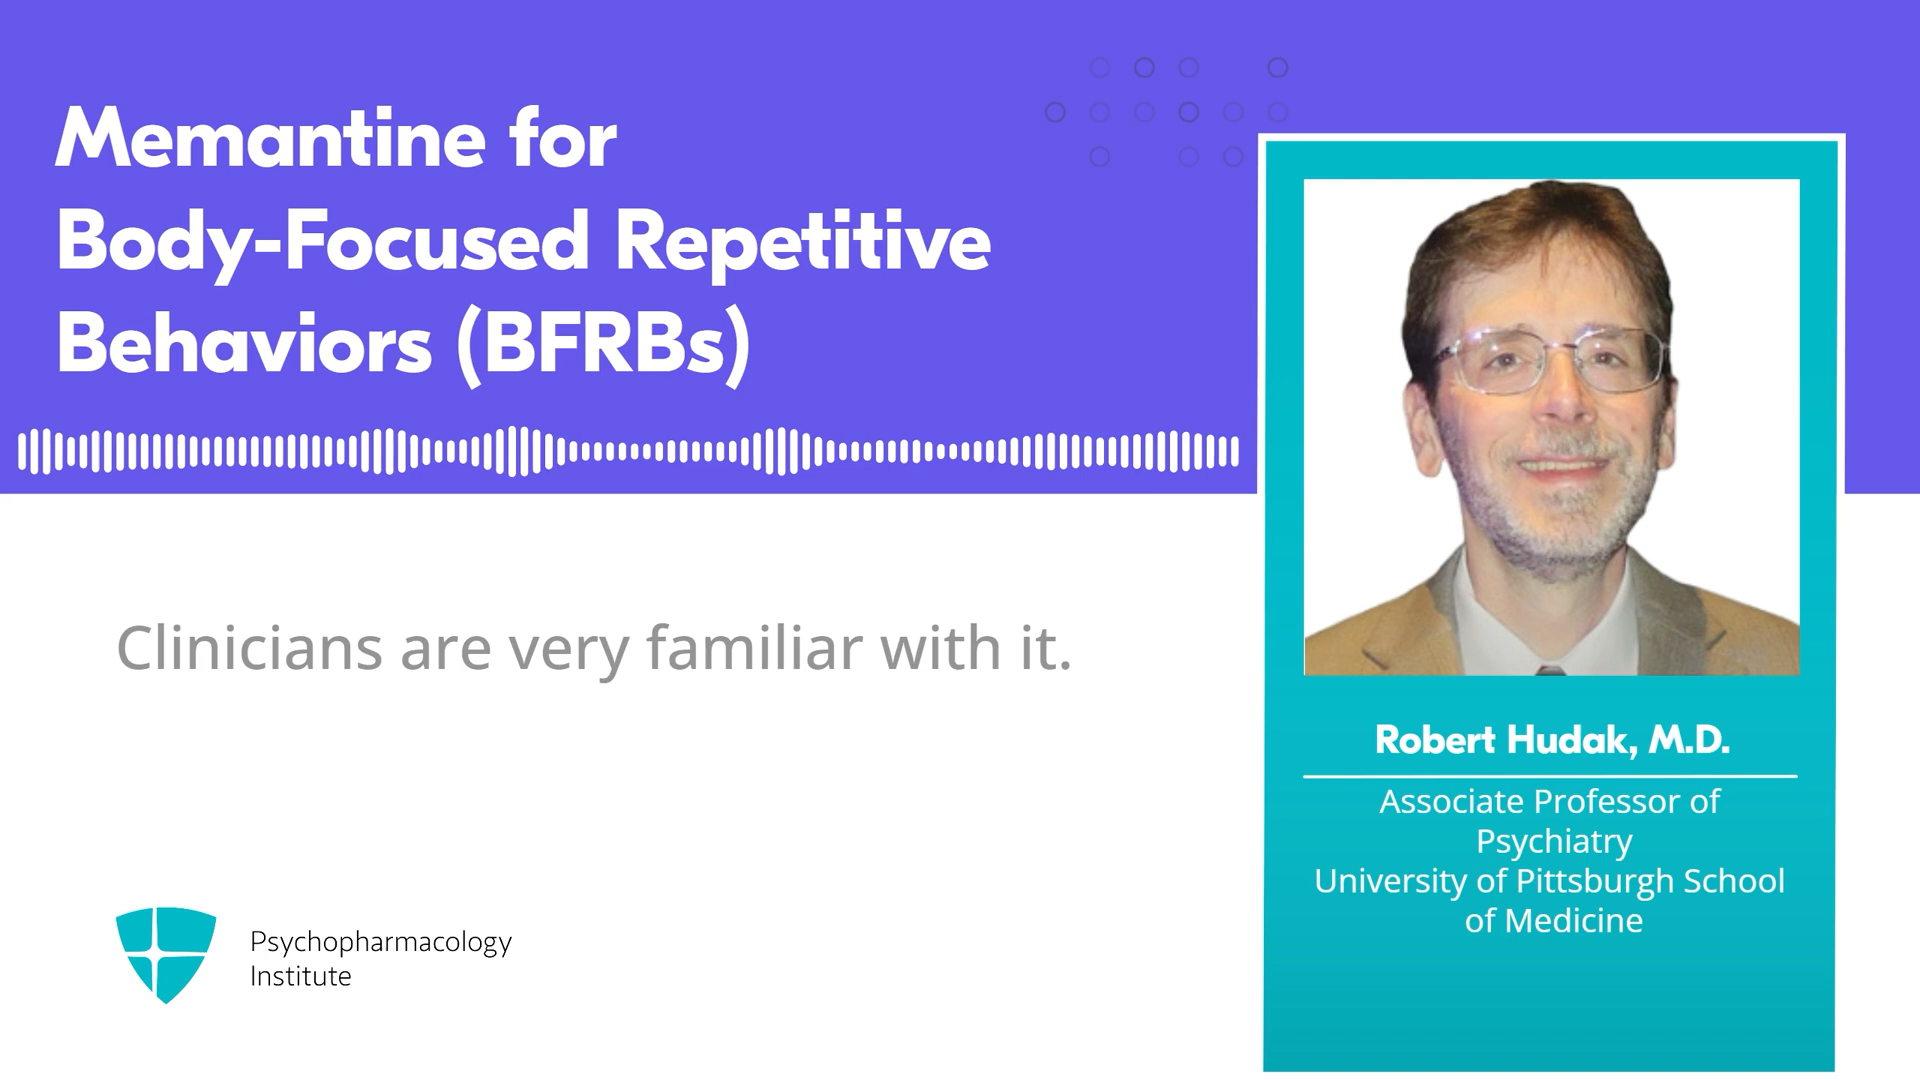 Memantine for
Body-Focused Repetitive
Behaviors (BFRBs)
Clinicians are very familiar with it.
Robert Hudak, M.D.
Associate Professor of
Psychiatry
University of Pittsburgh School
of Medicine
Psychopharmacology
Institute